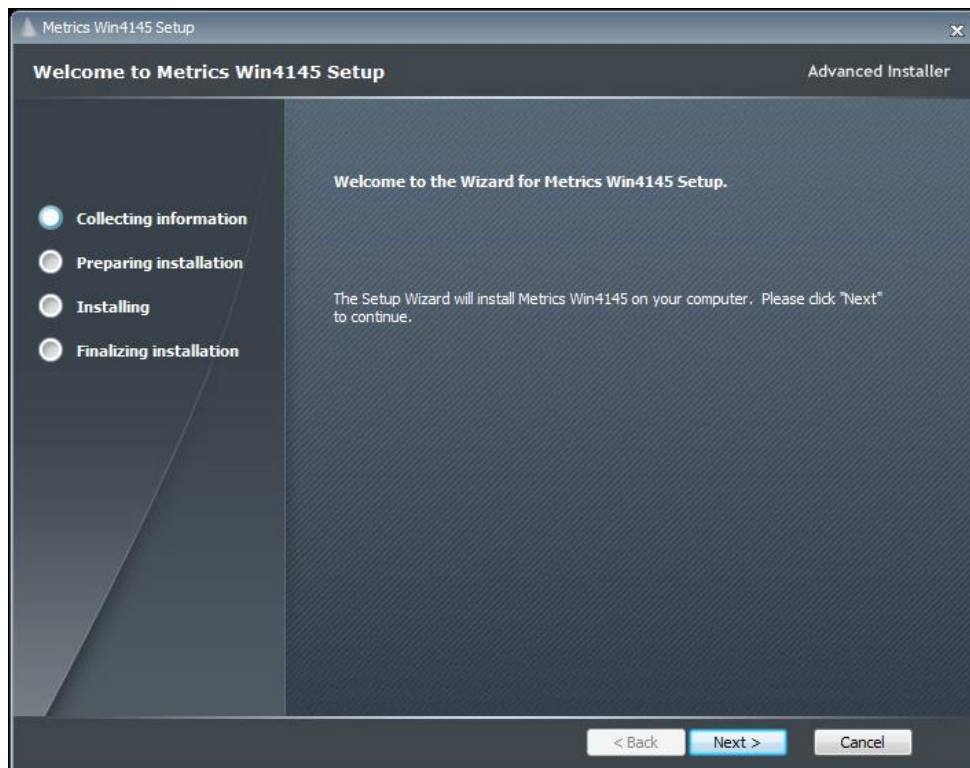 Metrics Win4145 Setup
Welcome to Metrics Win4145 Setup
Advanced Installer
Collecting information
Preparing installation
Installing
Finalizing installation
Welcome to the Wizard for Metrics Win4145 Setup.
The Setup Wizard will install Metrics Win4145 on your computer.  Please click "Next"
to continue.
< Back
Next >
Cancel